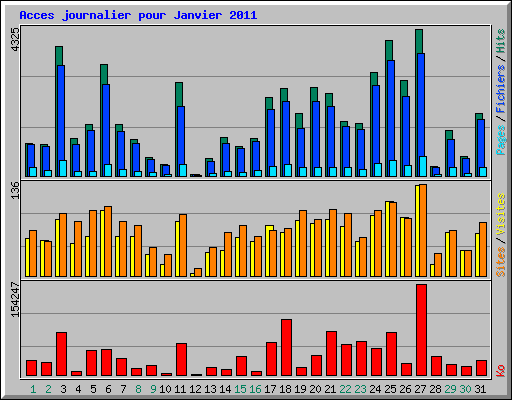 Acces journalier pour Janvier 2011
4325
Pages / Fichiers / Hits
136
Sites / Visites
154247
Ko
1 2 3 4 5 6 7 8 9 10 11 12 13 14 15 16 17 18 19 20 21 22 23 24 25 26 27 28 29 30 31